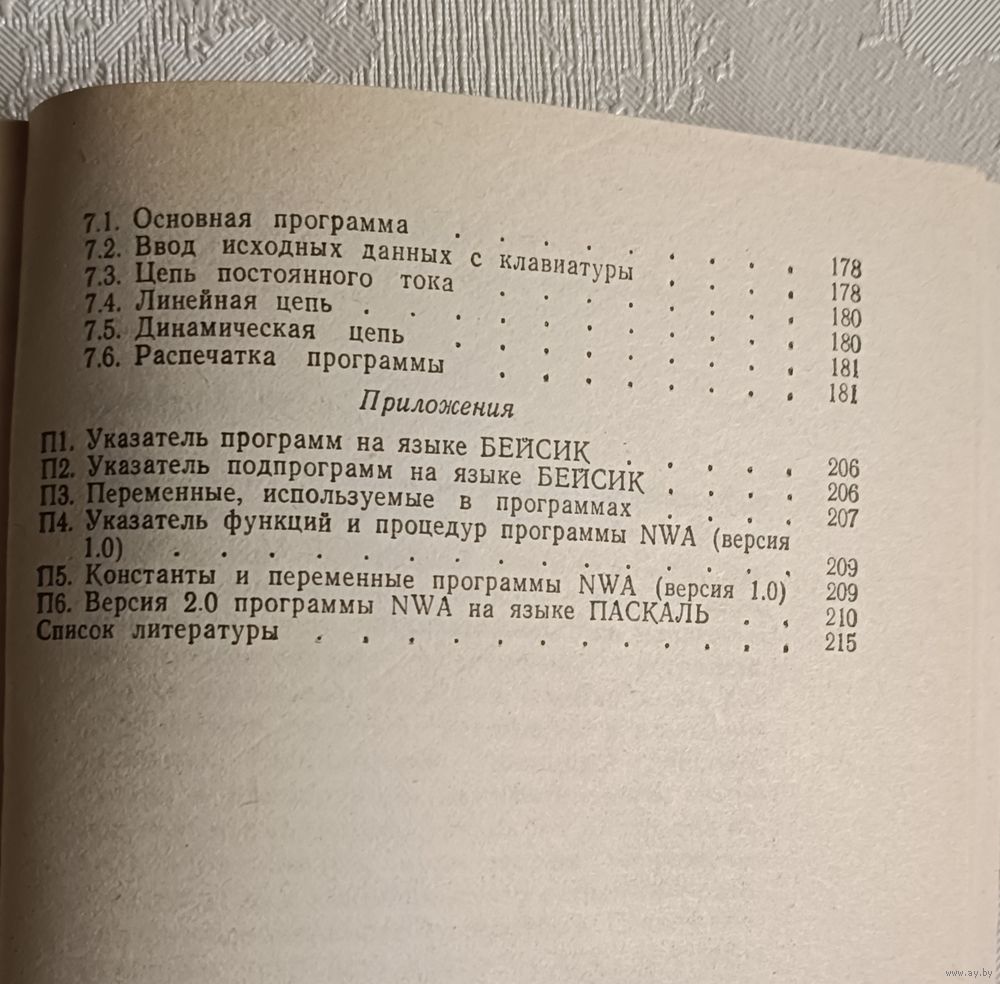 7.1. Основная программа . . . . . . . . . 178
7.2. Ввод исходных данных с клавиатуры . . . . 178
7.3. Цепь постоянного тока . . . . . . . . 180
7.4. Линейная цепь . . . . . . . . . . 180
7.5. Динамическая цепь . . . . . . . . . 181
7.6. Распечатка программы . . . . . . . . 181
Приложения
П1. Указатель программ на языке БЕЙСИК . . . . . 206
П2. Указатель подпрограмм на языке БЕЙСИК . . . . 206
П3. Переменные, используемые в программах . . . . 207
П4. Указатель функций и процедур программы NWA (версия
1.0) . . . . . . . . . . . . . . . 209
П5. Константы и переменные программы NWA (версия 1.0) 209
П6. Версия 2.0 программы NWA на языке ПАСКАЛЬ . . 210
Список литературы . . . . . . . . . . . . 215
www.ay.by